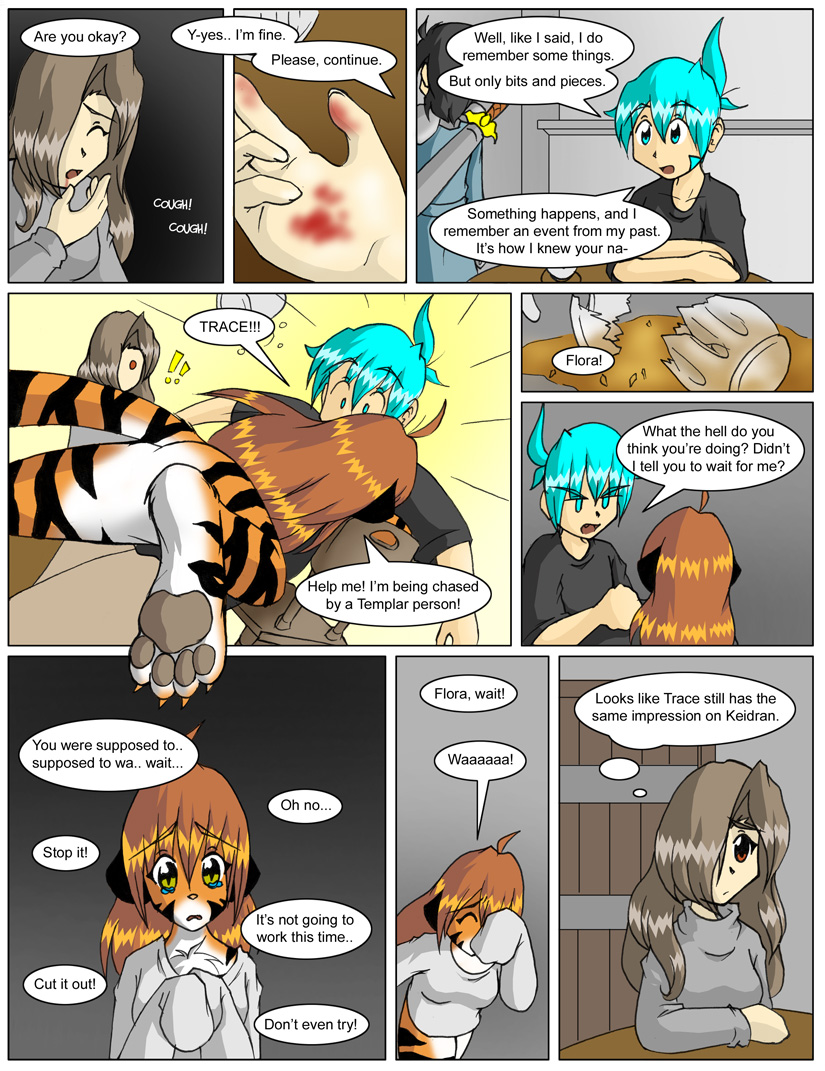 Are you okay?
COUGH!
COUGH!
Y-yes.. I'm fine.
Please, continue.
Well, like I said, I do
remember some things.
But only bits and pieces.
Something happens, and I
remember an event from my past.
It's how I knew your na-
TRACE!!!
!!
Help me! I'm being chased
by a Templar person!
Flora!
What the hell do you
think you're doing? Didn't
I tell you to wait for me?
You were supposed to..
supposed to wa.. wait...
Oh no...
Stop it!
It's not going to
work this time..
Cut it out!
Don't even try!
Flora, wait!
Waaaaaa!
Looks like Trace still has the
same impression on Keidran.